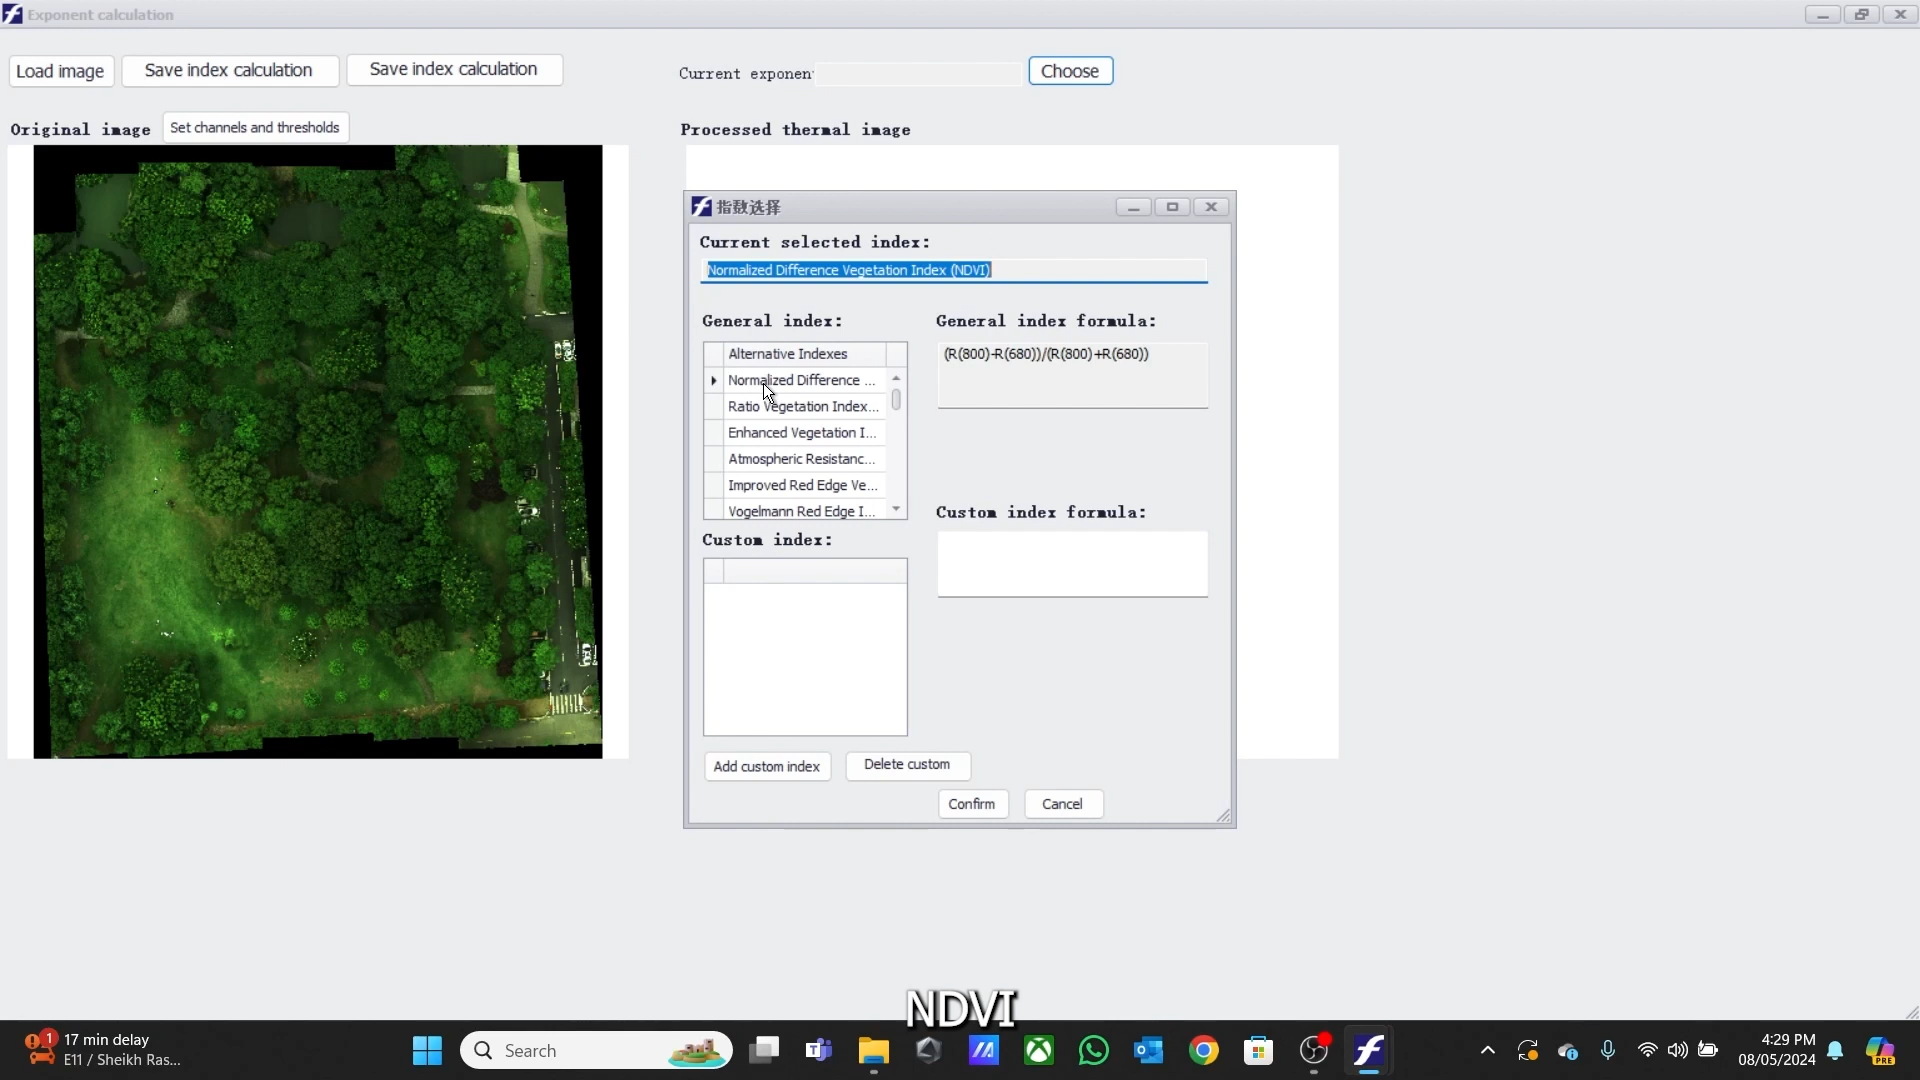 Exponent calculation
Load image
Save index calculation
Save index calculation
Current exponen
Choose
Original image
Set channels and thresholds
Processed thermal image
指数选择
Current selected index:
Normalized Difference Vegetation Index (NDVI)
General index:
General index formula:
Alternative Indexes
(R(800)-R(680))/(R(800)+R(680))
Normalized Difference ...
Ratio Vegetation Index...
Enhanced Vegetation I...
Atmospheric Resistanc...
Improved Red Edge Ve...
Vogelmann Red Edge I...
Custom index formula:
Custom index:
Add custom index
Delete custom
Confirm
Cancel
NDVI
1
17 min delay
E11 / Sheikh Ras...
Search
4:29 PM
08/05/2024
PRE